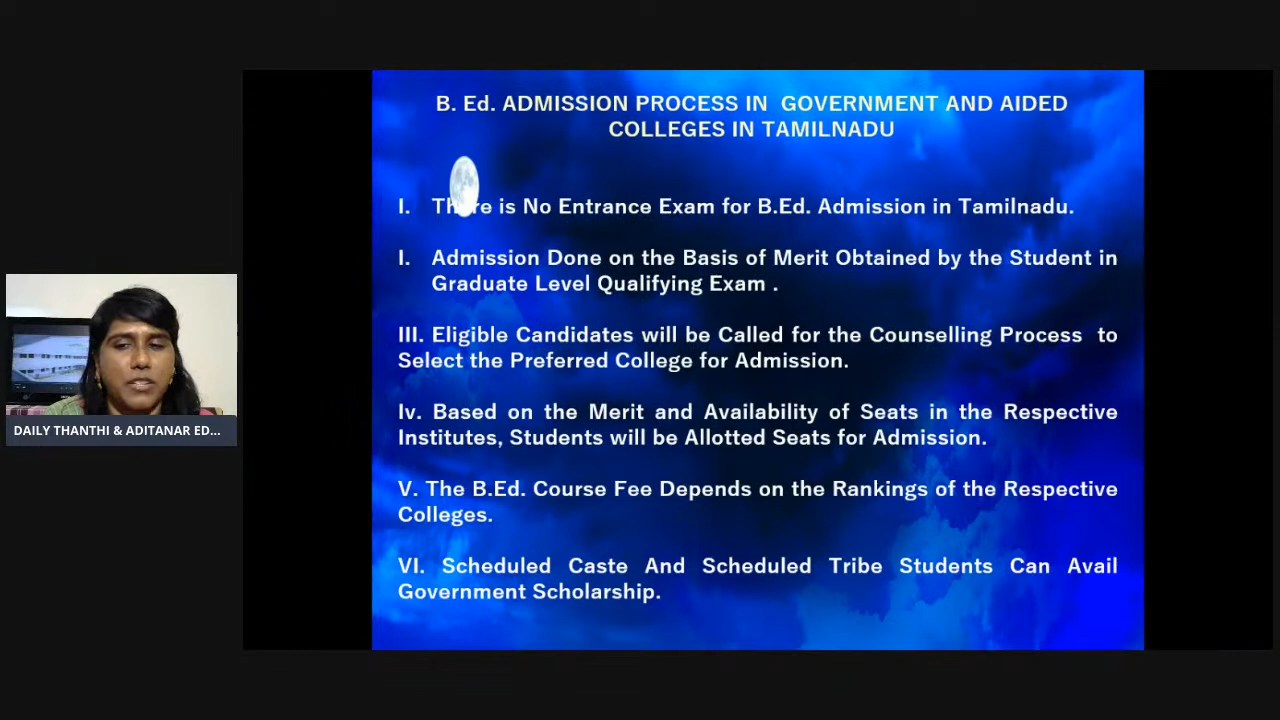 B. Ed. ADMISSION PROCESS IN GOVERNMENT AND AIDED
COLLEGES IN TAMILNADU
I. There is No Entrance Exam for B.Ed. Admission in Tamilnadu.
I. Admission Done on the Basis of Merit Obtained by the Student in
Graduate Level Qualifying Exam .
III. Eligible Candidates will be Called for the Counselling Process to
Select the Preferred College for Admission.
Iv. Based on the Merit and Availability of Seats in the Respective
Institutes, Students will be Allotted Seats for Admission.
V. The B.Ed. Course Fee Depends on the Rankings of the Respective
Colleges.
VI. Scheduled Caste And Scheduled Tribe Students Can Avail
Government Scholarship.
DAILY THANTHI & ADITANAR ED...